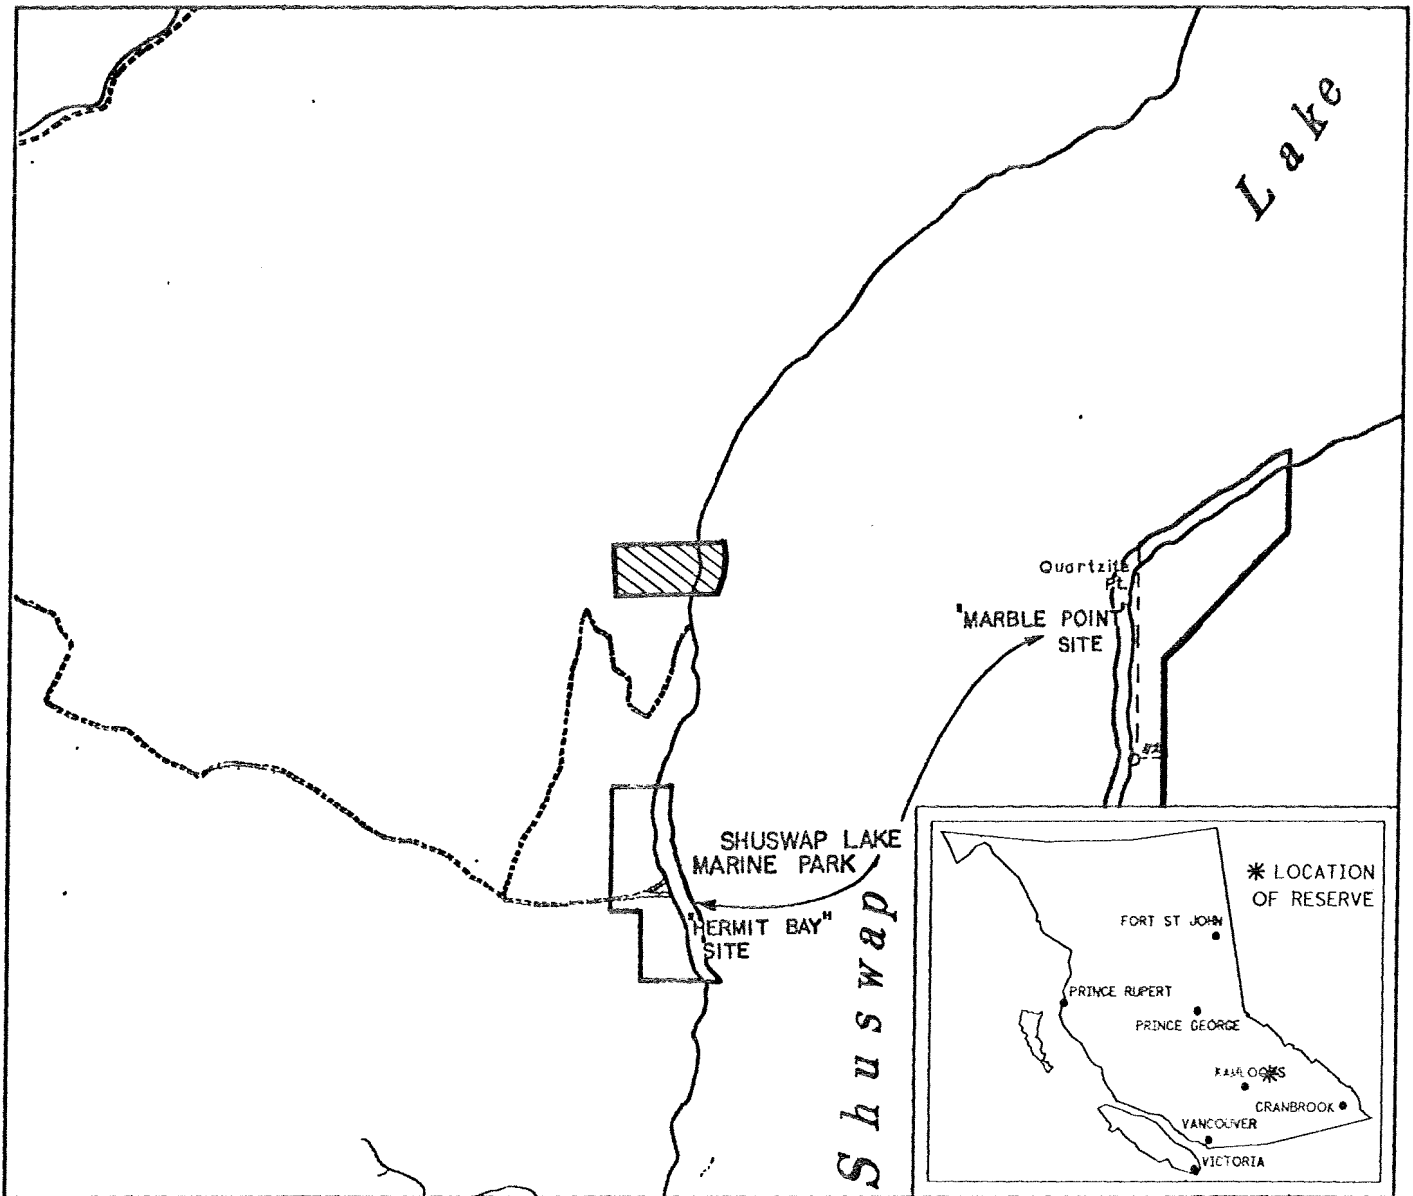 Lake
Quartzite
Pt.
"MARBLE POINT
SITE
SHUSWAP LAKE
MARINE PARK
"HERMIT BAY"
SITE
Shuswap
LOCATION
OF RESERVE
FORT ST JOHN
PRINCE RUPERT
PRINCE GEORGE
KAMLOOPS
CRANBROOK
VANCOUVER
VICTORIA